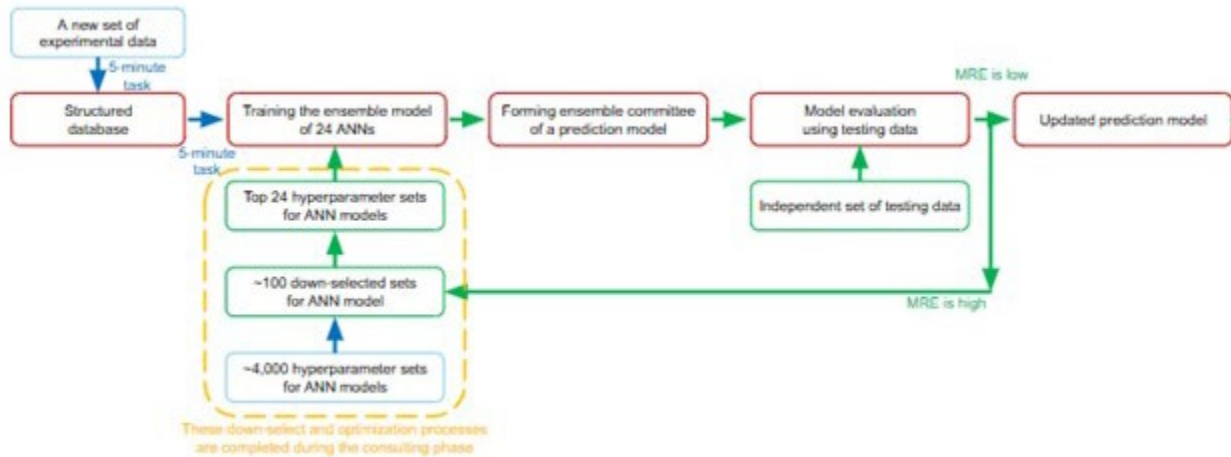 A new set of
experimental data
5-minute
task
Structured
database
5-minute
task
Training the ensemble model
of 24 ANNs
Forming ensemble committee
of a prediction model
Model evaluation
using testing data
MRE is low
Updated prediction model
Top 24 hyperparameter sets
for ANN models
Independent set of testing data
~100 down-selected sets
for ANN model
MRE is high
~4,000 hyperparameter sets
for ANN models
These down-select and optimization processes
are completed during the consulting phase